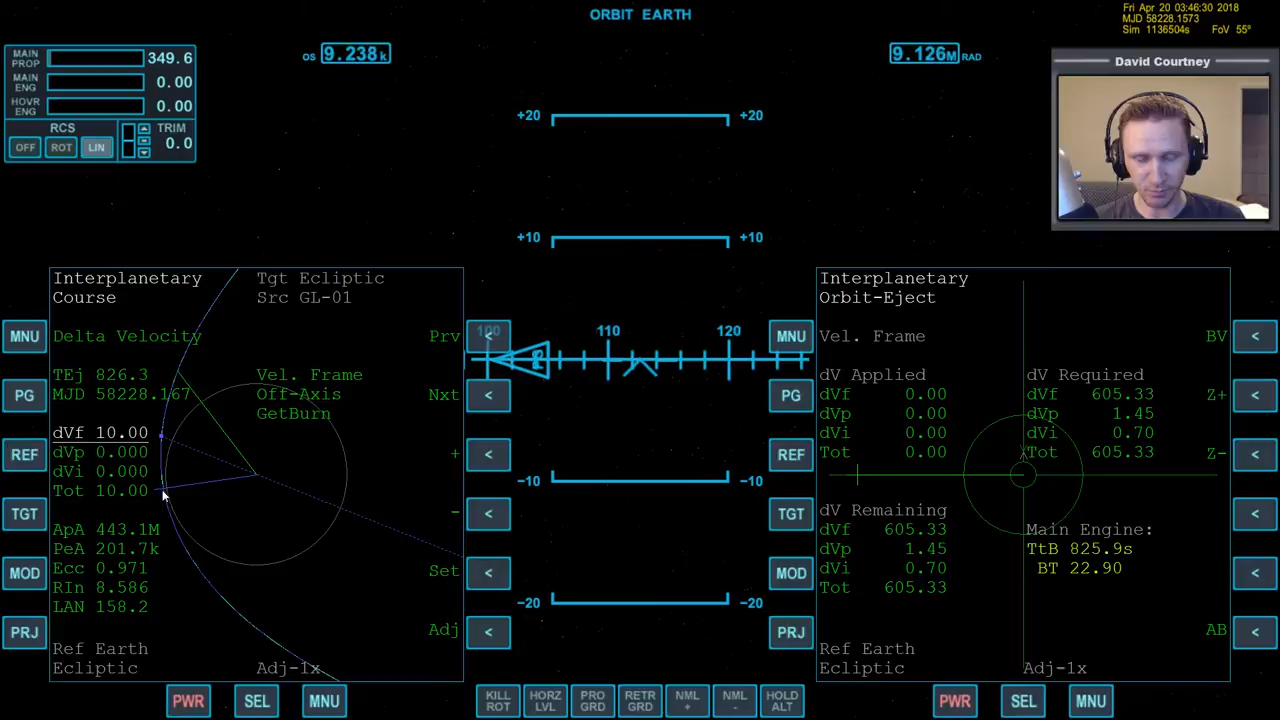 ORBIT EARTH
Fri Apr 20 03:46:30 2018
MJD 58228.1573
Sim 1136504s FoV 55°
MAIN PROP 349.6
MAIN ENG 0.00
HOVR ENG 0.00
RCS TRIM
OFF ROT LIN 0.0
OS 9.238k
9.126M RAD
David Courtney
+20 +20
+10 +10
100 110 120
-10 -10
-20 -20
Interplanetary Tgt Ecliptic
Course Src GL-01
Delta Velocity
TEj 826.3 Vel. Frame
MJD 58228.167 Off-Axis
GetBurn
dVf 10.00
dVp 0.000
dVi 0.000
Tot 10.00
ApA 443.1M
PeA 201.7k
Ecc 0.971
RIn 8.586
LAN 158.2
Ref Earth
Ecliptic Adj-1x
Prv
Nxt
+
-
Set
Adj
MNU <
PG <
REF <
TGT <
MOD <
PRJ <
PWR SEL MNU
KILL ROT
HORZ LVL
PRO GRD
RETR GRD
NML +
NML -
HOLD ALT
Interplanetary
Orbit-Eject
Vel. Frame
dV Applied dV Required
dVf 0.00 dVf 605.33
dVp 0.00 dVp 1.45
dVi 0.00 dVi 0.70
Tot 0.00 Tot 605.33
dV Remaining
dVf 605.33 Main Engine:
dVp 1.45 TtB 825.9s
dVi 0.70 BT 22.90
Tot 605.33
Ref Earth
Ecliptic Adj-1x
BV
Z+
Z-
AB
MNU <
PG <
REF <
TGT <
MOD <
PRJ <
PWR SEL MNU